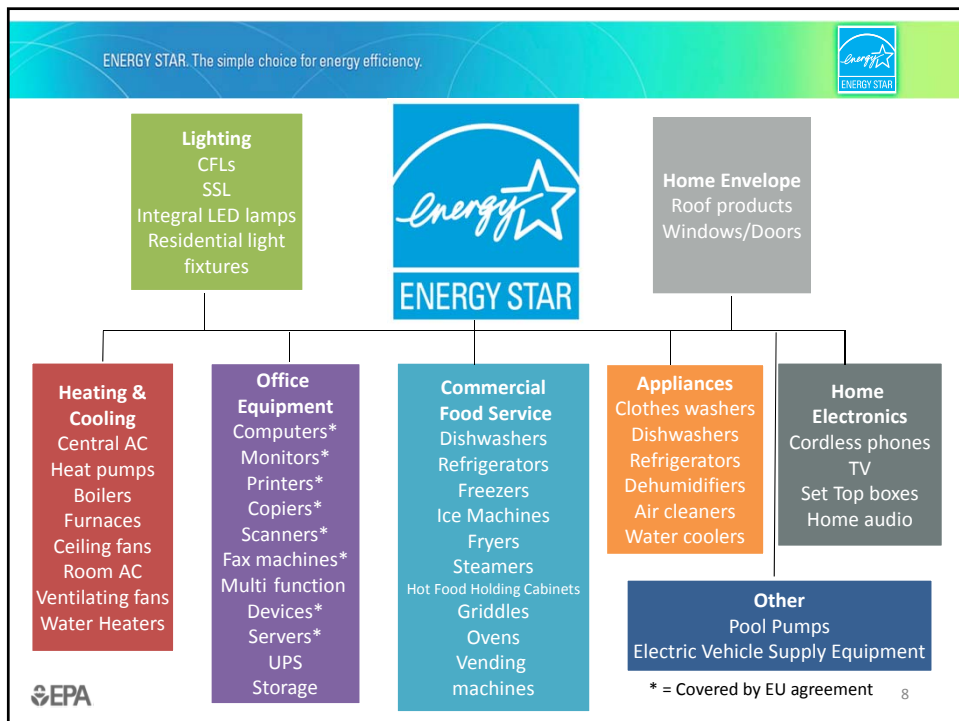 ENERGY STAR. The simple choice for energy efficiency.
energy
ENERGY STAR
Lighting
CFLs
SSL
Integral LED lamps
Residential light
fixtures
energy
ENERGY STAR
Home Envelope
Roof products
Windows/Doors
Heating &
Cooling
Central AC
Heat pumps
Boilers
Furnaces
Ceiling fans
Room AC
Ventilating fans
Water Heaters
Office
Equipment
Computers*
Monitors*
Printers*
Copiers*
Scanners*
Fax machines*
Multi function
Devices*
Servers*
UPS
Storage
Commercial
Food Service
Dishwashers
Refrigerators
Freezers
Ice Machines
Fryers
Steamers
Hot Food Holding Cabinets
Griddles
Ovens
Vending
machines
Appliances
Clothes washers
Dishwashers
Refrigerators
Dehumidifiers
Air cleaners
Water coolers
Home
Electronics
Cordless phones
TV
Set Top boxes
Home audio
Other
Pool Pumps
Electric Vehicle Supply Equipment
* = Covered by EU agreement
8
EPA